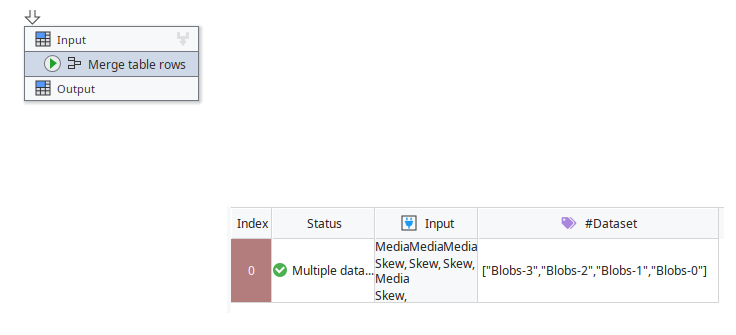 Input
Merge table rows
Output
Index Status Input #Dataset
0 Multiple data... MediaMediaMedia
Skew, Skew, Skew,
Media
Skew,
["Blobs-3","Blobs-2","Blobs-1","Blobs-0"]